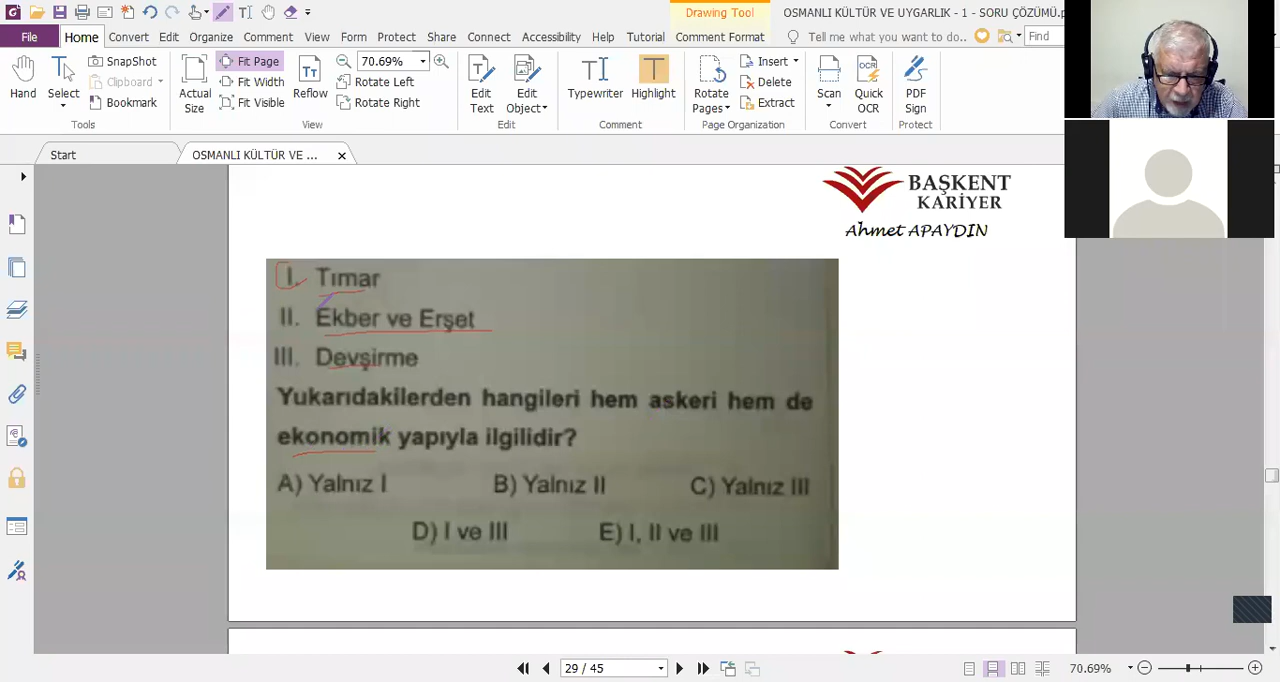 OSMANLI KÜLTÜR VE UYGARLIK - 1 - SORU ÇÖZÜMÜ.p
Drawing Tool
File Home Convert Edit Organize Comment View Form Protect Share Connect Accessibility Help Tutorial Comment Format Tell me what you want to do.. Find
Hand
Select
SnapShot
Clipboard
Bookmark
Tools
Actual Size
Fit Page
Fit Width
Fit Visible
Reflow
70.69%
Rotate Left
Rotate Right
View
Edit Text
Edit Object
Edit
Typewriter
Highlight
Comment
Rotate Pages
Insert
Delete
Extract
Page Organization
Scan
Quick OCR
Convert
PDF Sign
Protect
Start
OSMANLI KÜLTÜR VE ...
BAŞKENT
KARİYER
Ahmet APAYDIN
I. Tımar
II. Ekber ve Erşet
III. Devşirme
Yukarıdakilerden hangileri hem askeri hem de
ekonomik yapıyla ilgilidir?
A) Yalnız I B) Yalnız II C) Yalnız III
D) I ve III E) I, II ve III
29 / 45
70.69%